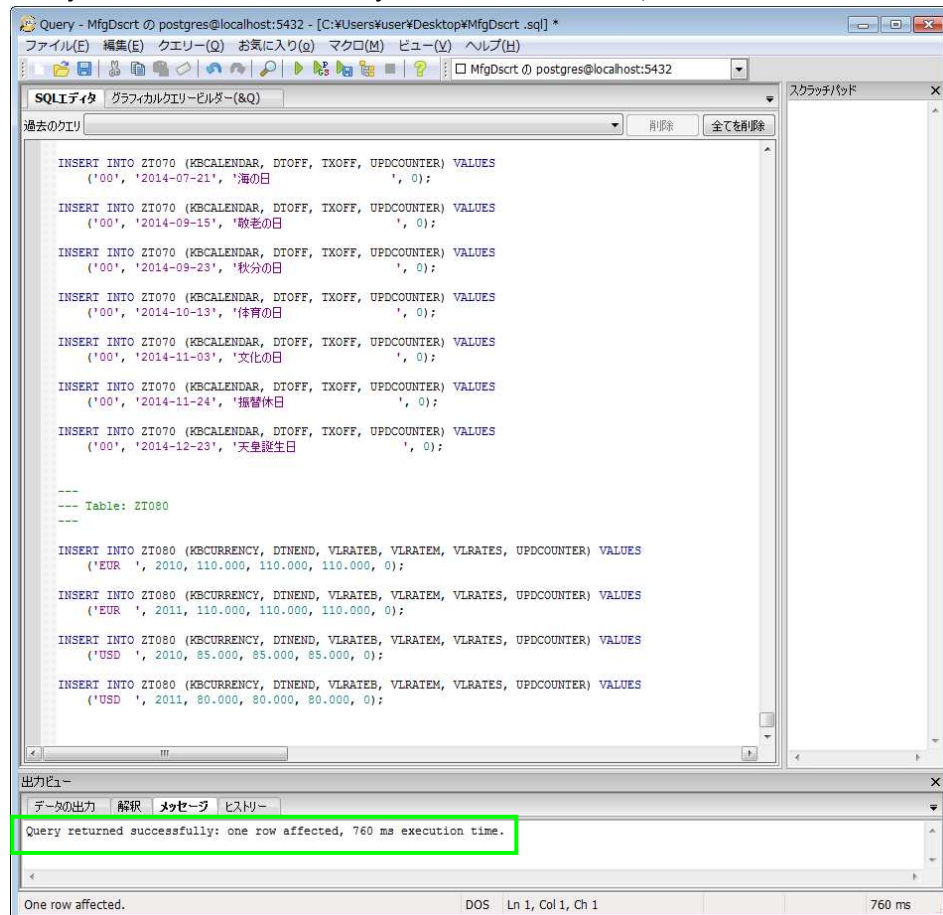 Query - MfgDscrt の postgres@localhost:5432 - [C:¥Users¥user¥Desktop¥MfgDscrt .sql] *
ファイル(F) 編集(E) クエリー(Q) お気に入り(o) マクロ(M) ビュー(V) ヘルプ(H)
MfgDscrt の postgres@localhost:5432
SQLエディタ グラフィカルクエリービルダー(&Q)
スクラッチパッド
過去のクエリ 削除 全てを削除
INSERT INTO ZT070 (KBCALENDAR, DTOFF, TXOFF, UPDCOUNTER) VALUES
('00', '2014-07-21', '海の日 ', 0);
INSERT INTO ZT070 (KBCALENDAR, DTOFF, TXOFF, UPDCOUNTER) VALUES
('00', '2014-09-15', '敬老の日 ', 0);
INSERT INTO ZT070 (KBCALENDAR, DTOFF, TXOFF, UPDCOUNTER) VALUES
('00', '2014-09-23', '秋分の日 ', 0);
INSERT INTO ZT070 (KBCALENDAR, DTOFF, TXOFF, UPDCOUNTER) VALUES
('00', '2014-10-13', '体育の日 ', 0);
INSERT INTO ZT070 (KBCALENDAR, DTOFF, TXOFF, UPDCOUNTER) VALUES
('00', '2014-11-03', '文化の日 ', 0);
INSERT INTO ZT070 (KBCALENDAR, DTOFF, TXOFF, UPDCOUNTER) VALUES
('00', '2014-11-24', '振替休日 ', 0);
INSERT INTO ZT070 (KBCALENDAR, DTOFF, TXOFF, UPDCOUNTER) VALUES
('00', '2014-12-23', '天皇誕生日 ', 0);
---
--- Table: ZT080
---
INSERT INTO ZT080 (KBCURRENCY, DTNEND, VLRATEB, VLRATEM, VLRATES, UPDCOUNTER) VALUES
('EUR ', 2010, 110.000, 110.000, 110.000, 0);
INSERT INTO ZT080 (KBCURRENCY, DTNEND, VLRATEB, VLRATEM, VLRATES, UPDCOUNTER) VALUES
('EUR ', 2011, 110.000, 110.000, 110.000, 0);
INSERT INTO ZT080 (KBCURRENCY, DTNEND, VLRATEB, VLRATEM, VLRATES, UPDCOUNTER) VALUES
('USD ', 2010, 85.000, 85.000, 85.000, 0);
INSERT INTO ZT080 (KBCURRENCY, DTNEND, VLRATEB, VLRATEM, VLRATES, UPDCOUNTER) VALUES
('USD ', 2011, 80.000, 80.000, 80.000, 0);
出力ビュー
データの出力 解釈 メッセージ ヒストリー
Query returned successfully: one row affected, 760 ms execution time.
One row affected. DOS Ln 1, Col 1, Ch 1 760 ms